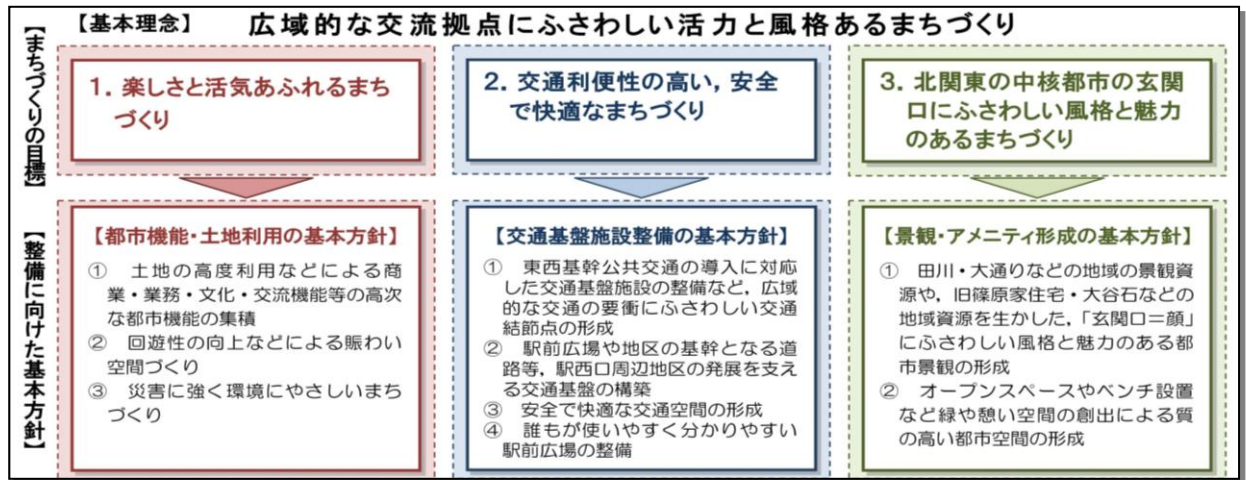 【基本理念】 広域的な交流拠点にふさわしい活力と風格あるまちづくり
【まちづくりの目標】
1. 楽しさと活気あふれるまち
づくり
2. 交通利便性の高い，安全
で快適なまちづくり
3. 北関東の中核都市の玄関
口にふさわしい風格と魅力
のあるまちづくり
【整備に向けた基本方針】
【都市機能・土地利用の基本方針】
① 土地の高度利用などによる商
業・業務・文化・交流機能等の高次
な都市機能の集積
② 回遊性の向上などによる賑わい
空間づくり
③ 災害に強く環境にやさしいまち
づくり
【交通基盤施設整備の基本方針】
① 東西基幹公共交通の導入に対応
した交通基盤施設の整備など，広域
的な交通の要衝にふさわしい交通
結節点の形成
② 駅前広場や地区の基幹となる道
路等，駅西口周辺地区の発展を支え
る交通基盤の構築
③ 安全で快適な交通空間の形成
④ 誰もが使いやすく分かりやすい
駅前広場の整備
【景観・アメニティ形成の基本方針】
① 田川・大通りなどの地域の景観資
源や，旧篠原家住宅・大谷石などの
地域資源を生かした，「玄関口＝顔」
にふさわしい風格と魅力のある都
市景観の形成
② オープンスペースやベンチ設置
など緑や憩い空間の創出による質
の高い都市空間の形成